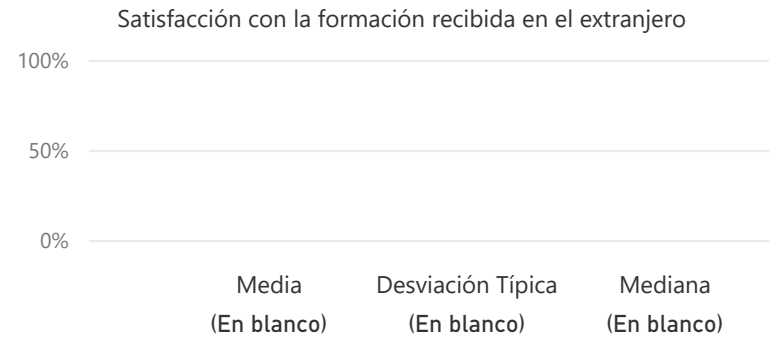 Satisfacción con la formación recibida en el extranjero
100%
50%
0%
Media Desviación Típica Mediana
(En blanco) (En blanco) (En blanco)